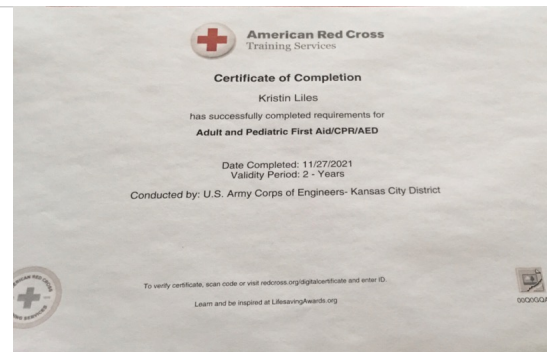 American Red Cross
Training Services
Certificate of Completion
Kristin Liles
has successfully completed requirements for
Adult and Pediatric First Aid/CPR/AED
Date Completed: 11/27/2021
Validity Period: 2 - Years
Conducted by: U.S. Army Corps of Engineers- Kansas City District
To verify certificate, scan code or visit redcross.org/digitalcertificate and enter ID.
Learn and be inspired at LifesavingAwards.org
AMERICAN RED CROSS